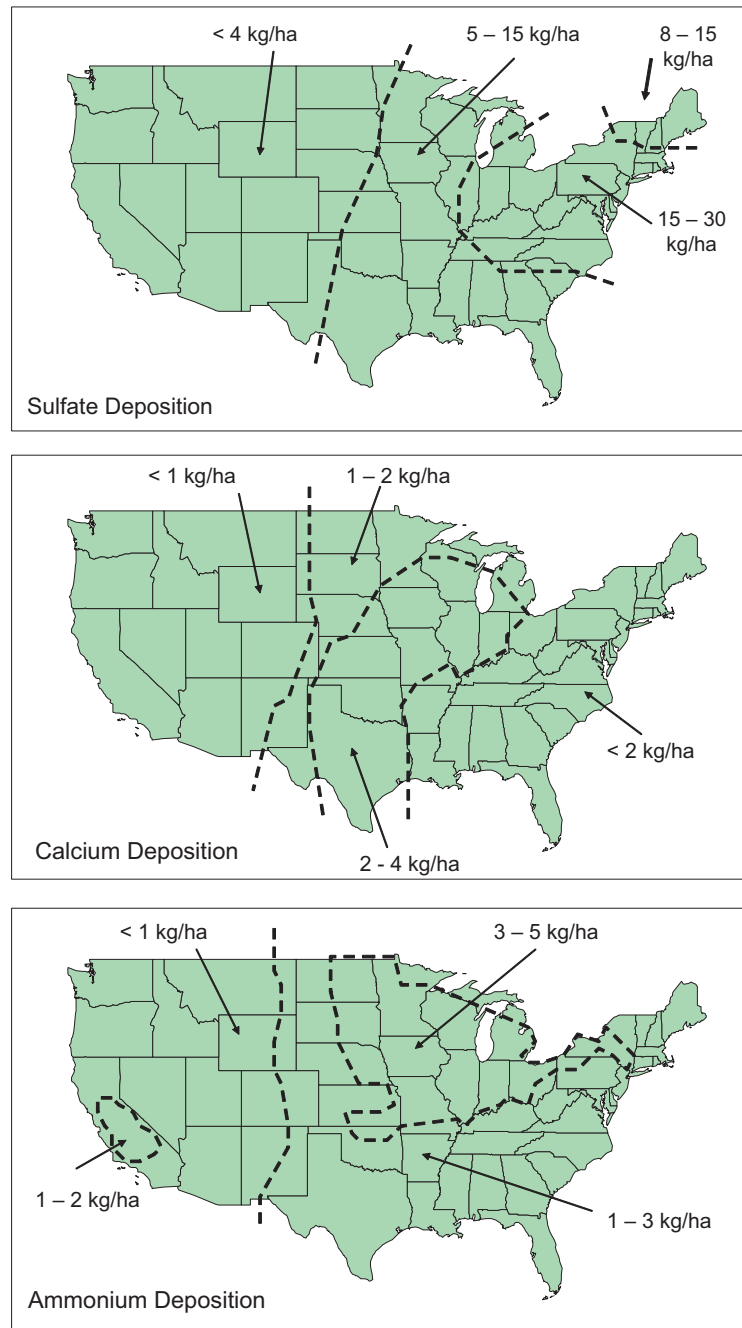 < 4 kg/ha
5 – 15 kg/ha
8 – 15
kg/ha
15 – 30
kg/ha
Sulfate Deposition
< 1 kg/ha
1 – 2 kg/ha
< 2 kg/ha
2 - 4 kg/ha
Calcium Deposition
< 1 kg/ha
3 – 5 kg/ha
1 – 2 kg/ha
1 – 3 kg/ha
Ammonium Deposition